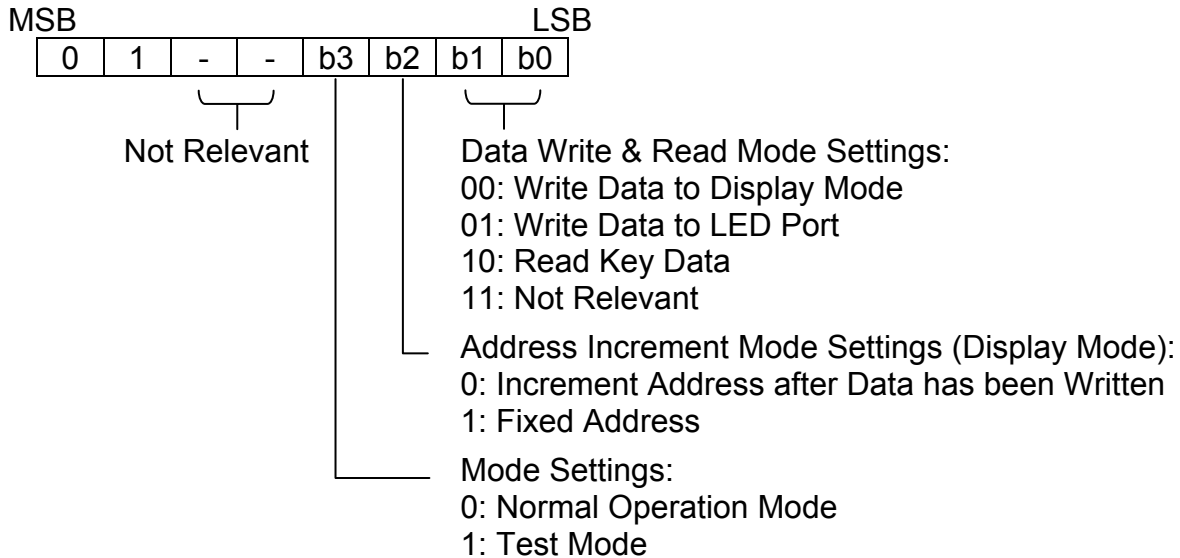 MSB LSB
0 1 - - b3 b2 b1 b0
Not Relevant
Data Write & Read Mode Settings:
00: Write Data to Display Mode
01: Write Data to LED Port
10: Read Key Data
11: Not Relevant
Address Increment Mode Settings (Display Mode):
0: Increment Address after Data has been Written
1: Fixed Address
Mode Settings:
0: Normal Operation Mode
1: Test Mode